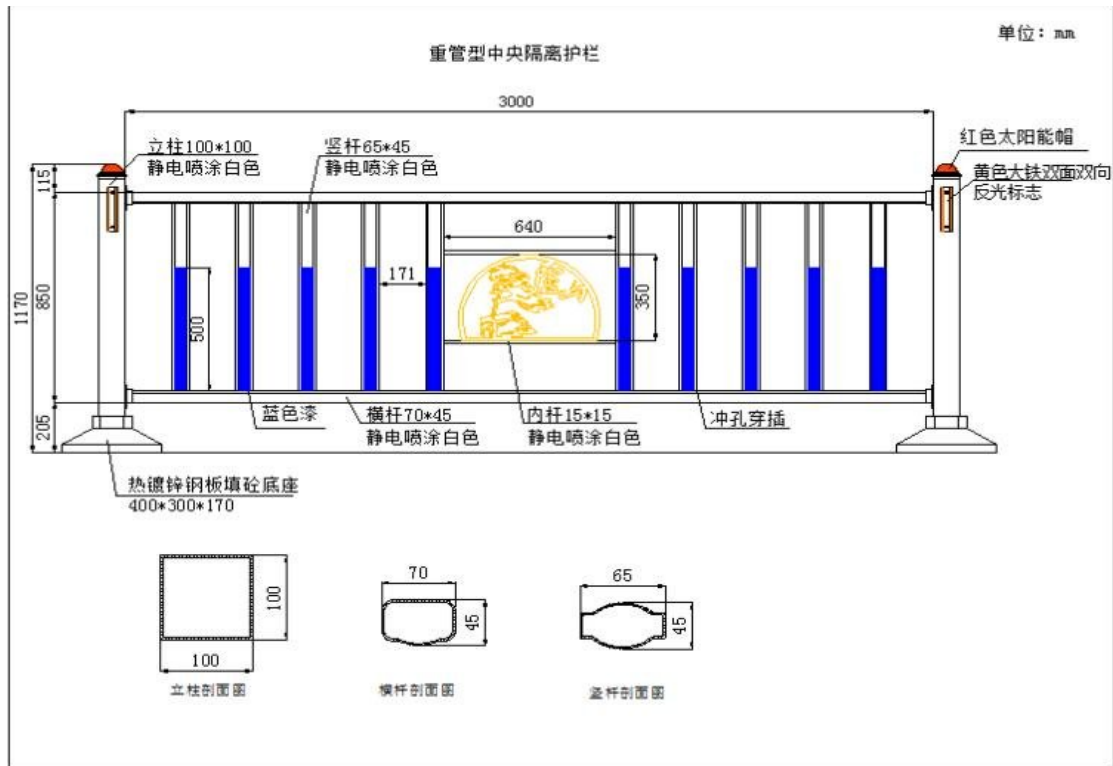 单位：mm
重管型中央隔离护栏
3000
立柱100*100
静电喷涂白色
竖杆65*45
静电喷涂白色
红色太阳能帽
黄色大铁双面双向
反光标志
115
640
171
350
1170
850
500
205
蓝色漆
横杆70*45
静电喷涂白色
内杆15*15
静电喷涂白色
冲孔穿插
热镀锌钢板填砼底座
400*300*170
100
100
立柱剖面图
70
45
横杆剖面图
65
45
竖杆剖面图